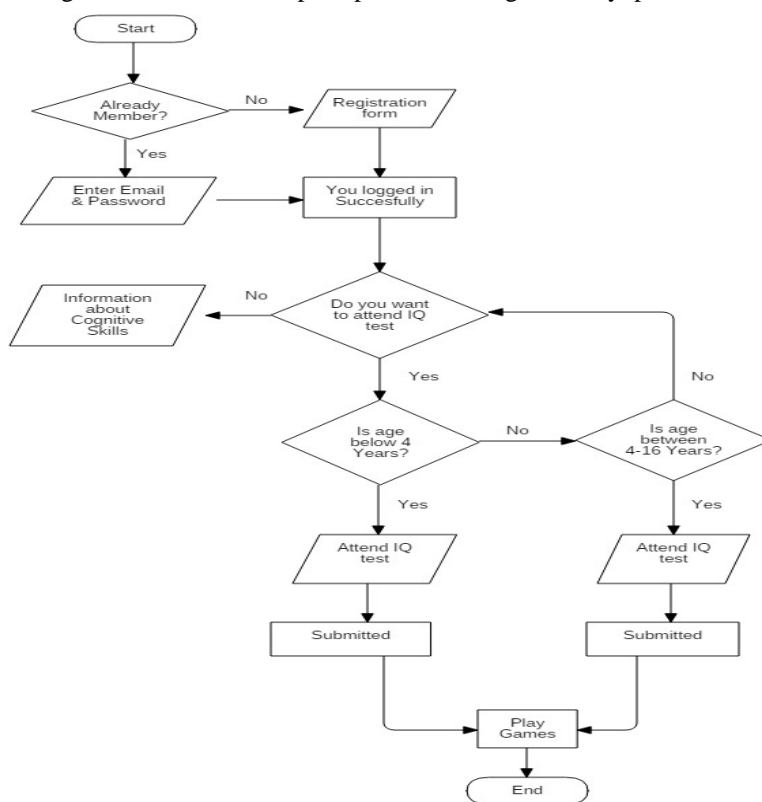 Start
Already
Member?
No
Registration
form
Yes
Enter Email
& Password
You logged in
Succesfully
Information
about
Cognitive
Skills
No
Do you want
to attend IQ
test
Yes
No
Is age
below 4
Years?
No
Is age
between
4-16 Years?
Yes
Yes
Attend IQ
test
Attend IQ
test
Submitted
Submitted
Play
Games
End